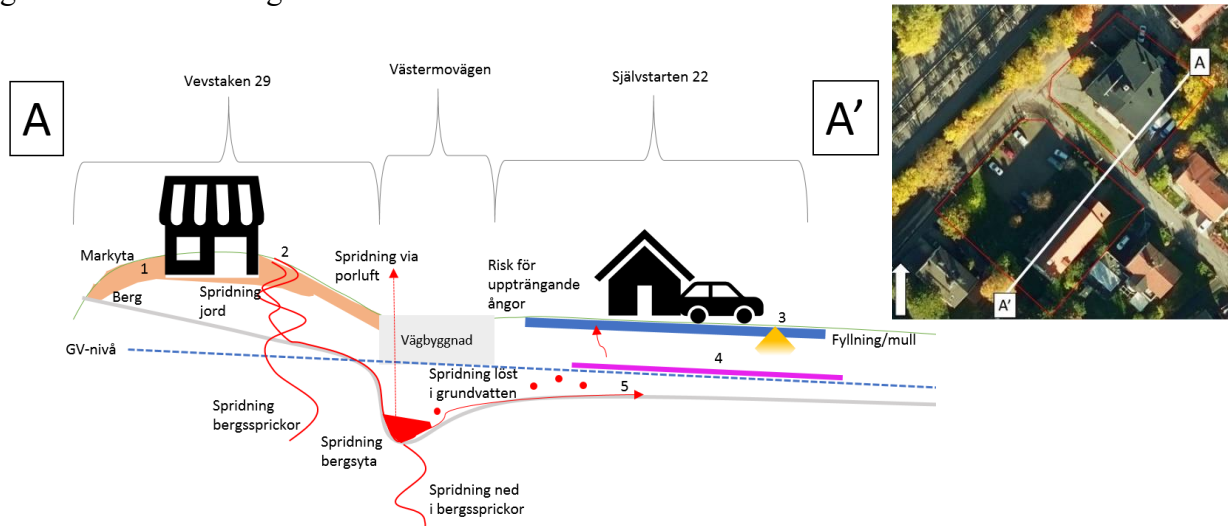 Vevstaken 29
Västermovägen
Självstarten 22
A
A’
A
A'
Markyta
1
2
Berg
Spridning
jord
GV-nivå
Spridning
bergssprickor
Spridning via
porluft
Vägbyggnad
Spridning
bergsyta
Spridning löst
i grundvatten
Spridning ned
i bergssprickor
Risk för
uppträngande
ångor
3
Fyllning/mull
4
5